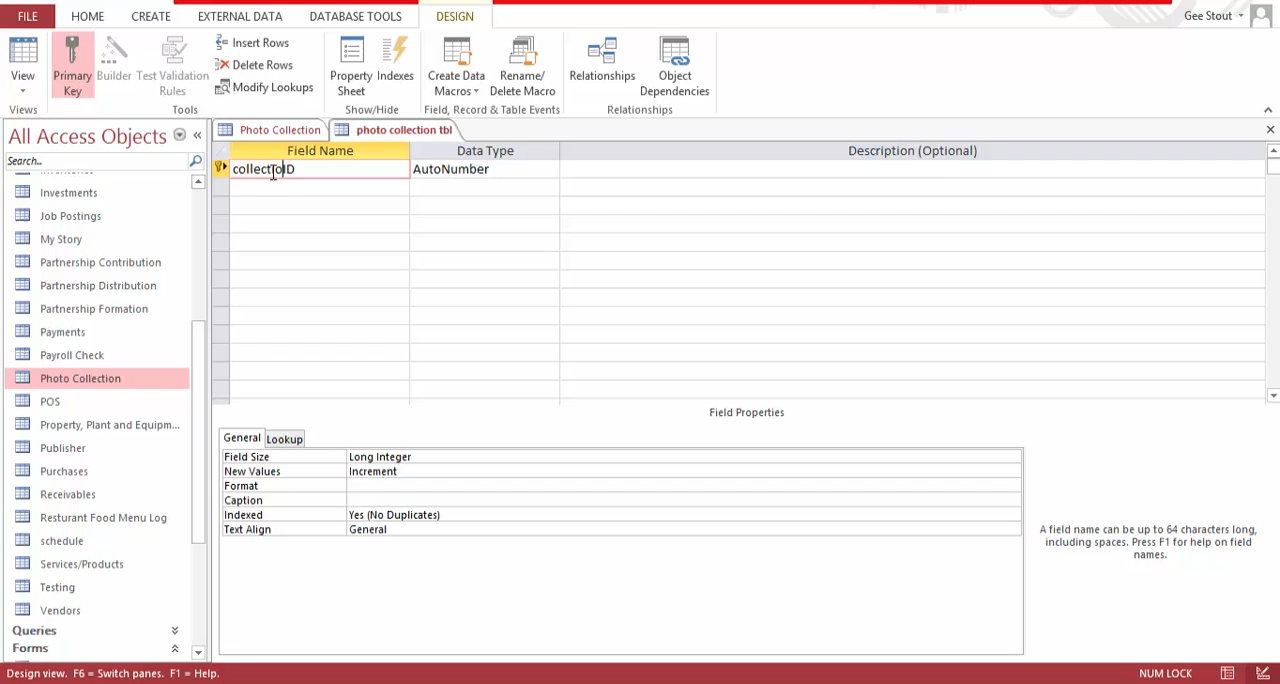 FILE HOME CREATE EXTERNAL DATA DATABASE TOOLS DESIGN Gee Stout
View Primary Key Builder Test Validation Rules Insert Rows Delete Rows Modify Lookups Property Sheet Indexes Create Data Macros Rename/ Delete Macro Relationships Object Dependencies
Views Tools Show/Hide Field, Record & Table Events Relationships
All Access Objects
Search...
Photo Collection photo collection tbl
Field Name Data Type Description (Optional)
AutoNumber
Investments
Job Postings
My Story
Partnership Contribution
Partnership Distribution
Partnership Formation
Payments
Payroll Check
Photo Collection
POS
Property, Plant and Equipm...
Publisher
Purchases
Receivables
Resturant Food Menu Log
schedule
Services/Products
Testing
Vendors
Queries
Forms
Field Properties
General Lookup
Field Size Long Integer
New Values Increment
Format
Caption
Indexed Yes (No Duplicates)
Text Align General
A field name can be up to 64 characters long,
including spaces. Press F1 for help on field
names.
Design view. F6 = Switch panes. F1 = Help. NUM LOCK